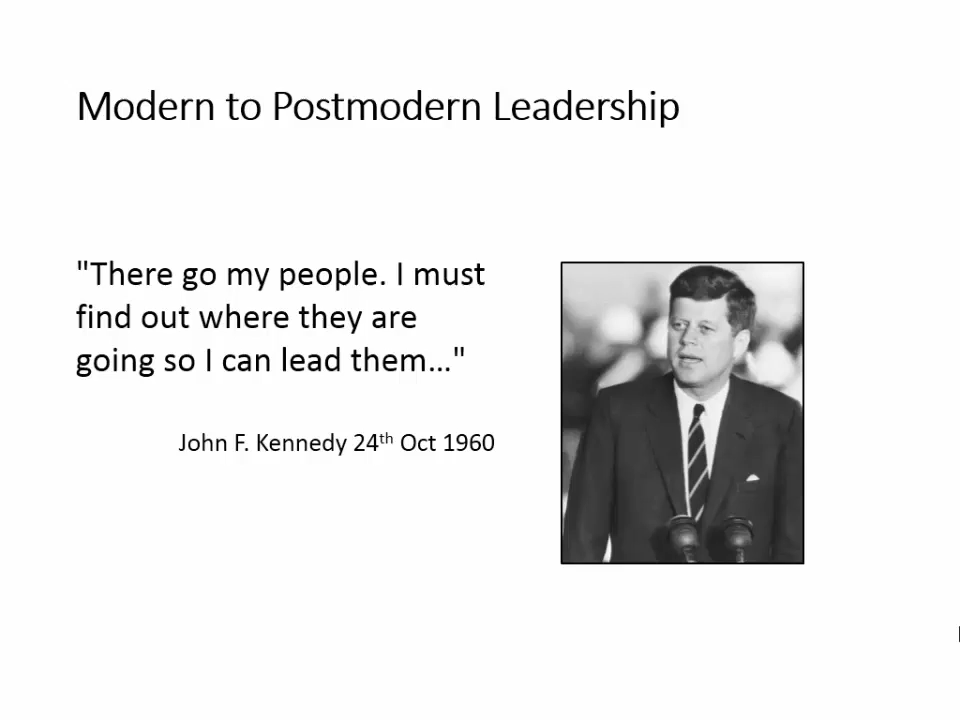 Modern to Postmodern Leadership
"There go my people. I must
find out where they are
going so I can lead them…"
John F. Kennedy 24th Oct 1960